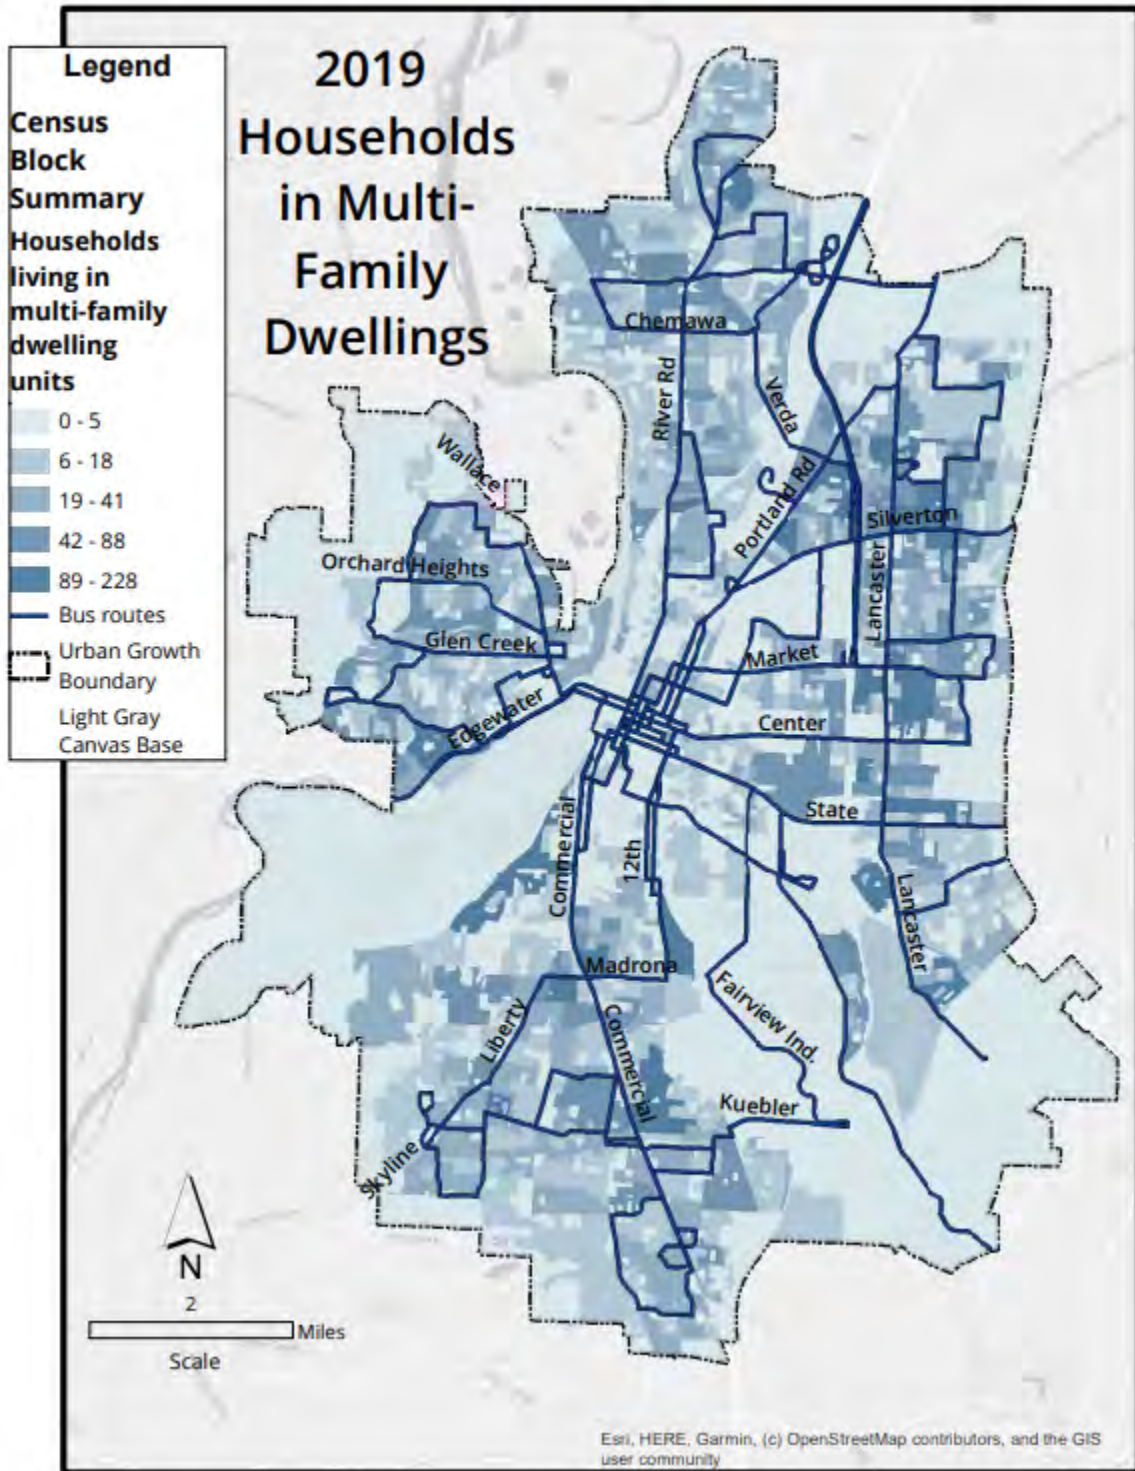 Legend
Census
Block
Summary
Households
living in
multi-family
dwelling
units
0 - 5
6 - 18
19 - 41
42 - 88
89 - 228
Bus routes
Urban Growth
Boundary
Light Gray
Canvas Base
2019
Households
in Multi-
Family
Dwellings
Chemawa
River Rd
Verda
Wallace
Portland Rd
Silverton
Orchard Heights
Lancaster
Glen Creek
Market
Edgewater
Center
State
Commercial
12th
Lancaster
Madrona
Fairview Ind.
Liberty
Commercial
Kuebler
Skyline
N
2
Miles
Scale
Esri, HERE, Garmin, (c) OpenStreetMap contributors, and the GIS
user community